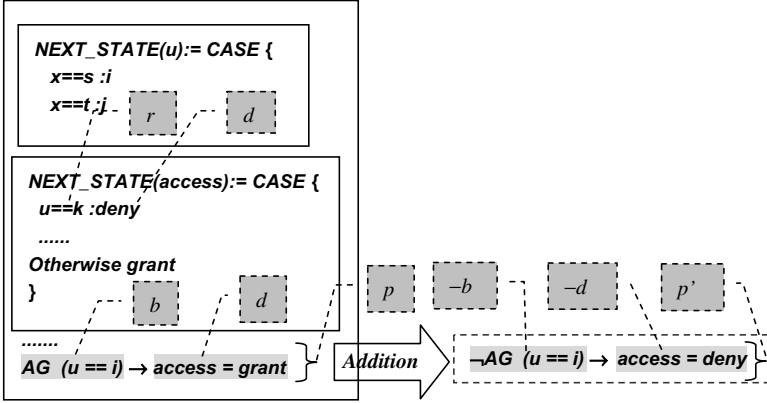 NEXT_STATE(u):= CASE {
x==s :i
x==t :j
r d
NEXT_STATE(access):= CASE {
u==k :deny
......
Otherwise grant
}
b d p –b –d p’
.......
AG (u == i) → access = grant Addition ¬AG (u == i) → access = deny